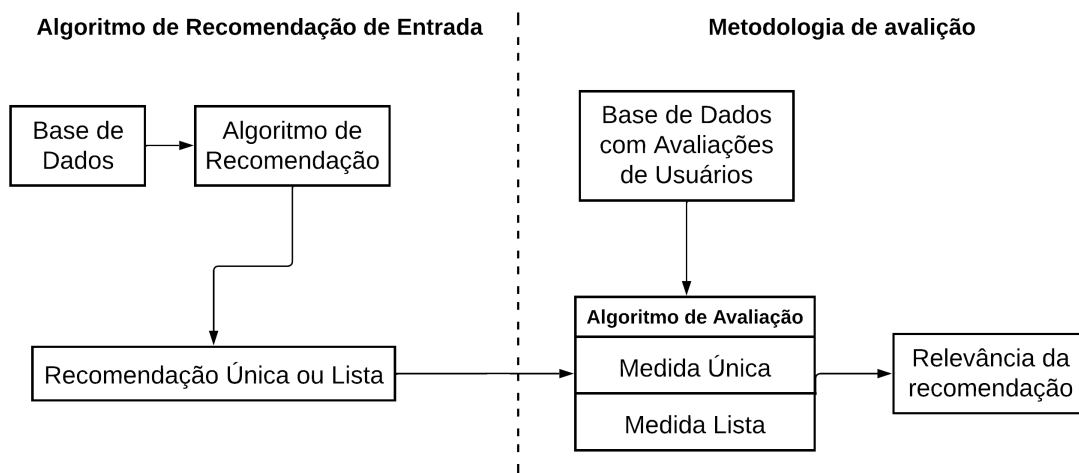 Algoritmo de Recomendação de Entrada
Base de
Dados
Algoritmo de
Recomendação
Recomendação Única ou Lista
Metodologia de avalição
Base de Dados
com Avaliações
de Usuários
Algoritmo de Avaliação
Medida Única
Medida Lista
Relevância da
recomendação